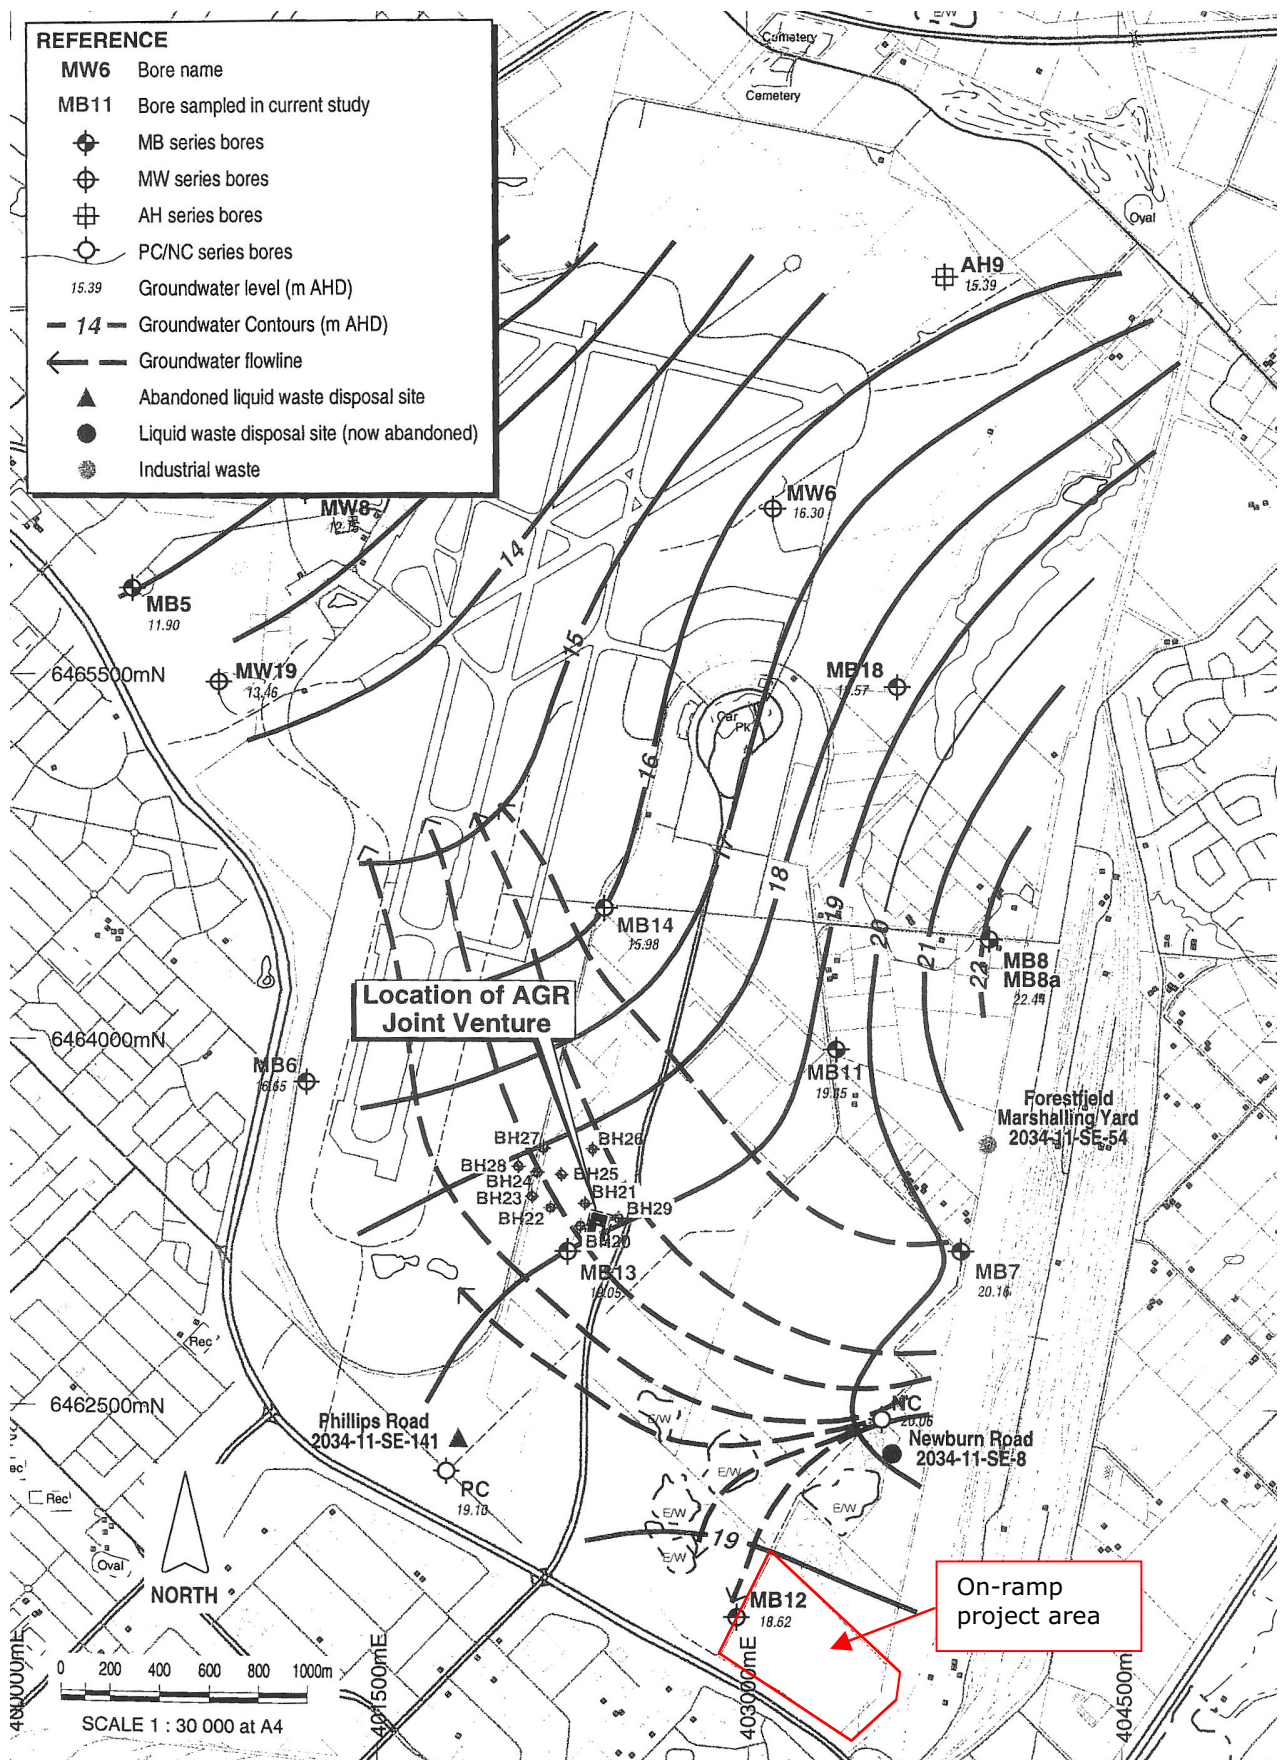 REFERENCE
MW6 Bore name
MB11 Bore sampled in current study
MB series bores
MW series bores
AH series bores
PC/NC series bores
15.39 Groundwater level (m AHD)
14 Groundwater Contours (m AHD)
Groundwater flowline
Abandoned liquid waste disposal site
Liquid waste disposal site (now abandoned)
Industrial waste
E/W
Cemetery
Cemetery
Oval
AH9
15.39
MW6
16.30
MW8
14
MB5
11.90
15
6465500mN
MW19
13.46
MB18
Car
Pk
16
17
18
19
20
21
22
MB14
15.98
MB8
MB8a
22.44
Location of AGR
Joint Venture
6464000mN
MB6
16.65
MB11
19.35
Forestfield
Marshalling Yard
2034-11-SE-54
BH27
BH26
BH28
BH24
BH25
BH23
BH21
BH22
BH29
BH20
MB13
19.05
MB7
20.16
Rec
6462500mN
Phillips Road
2034-11-SE-141
E/W
NC
20.06
Newburn Road
2034-11-SE-8
PC
19.10
E/W
E/W
E/W
E/W
19
Rec
Oval
NORTH
MB12
18.62
On-ramp
project area
0 200 400 600 800 1000m
SCALE 1 : 30 000 at A4
400000mE
401500mE
403000mE
404500m